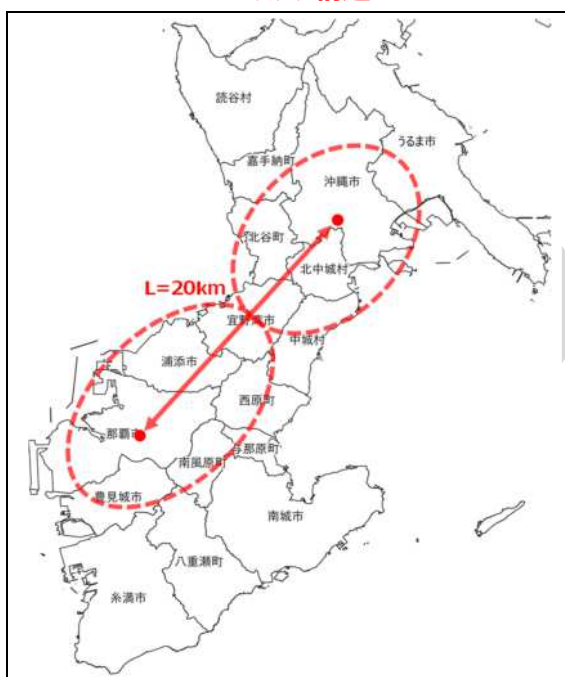 読谷村
うるま市
嘉手納町
沖縄市
北谷町
北中城村
L=20km
宜野湾市
中城村
浦添市
西原町
那覇市
与那原町
南風原町
豊見城市
南城市
八重瀬町
糸満市